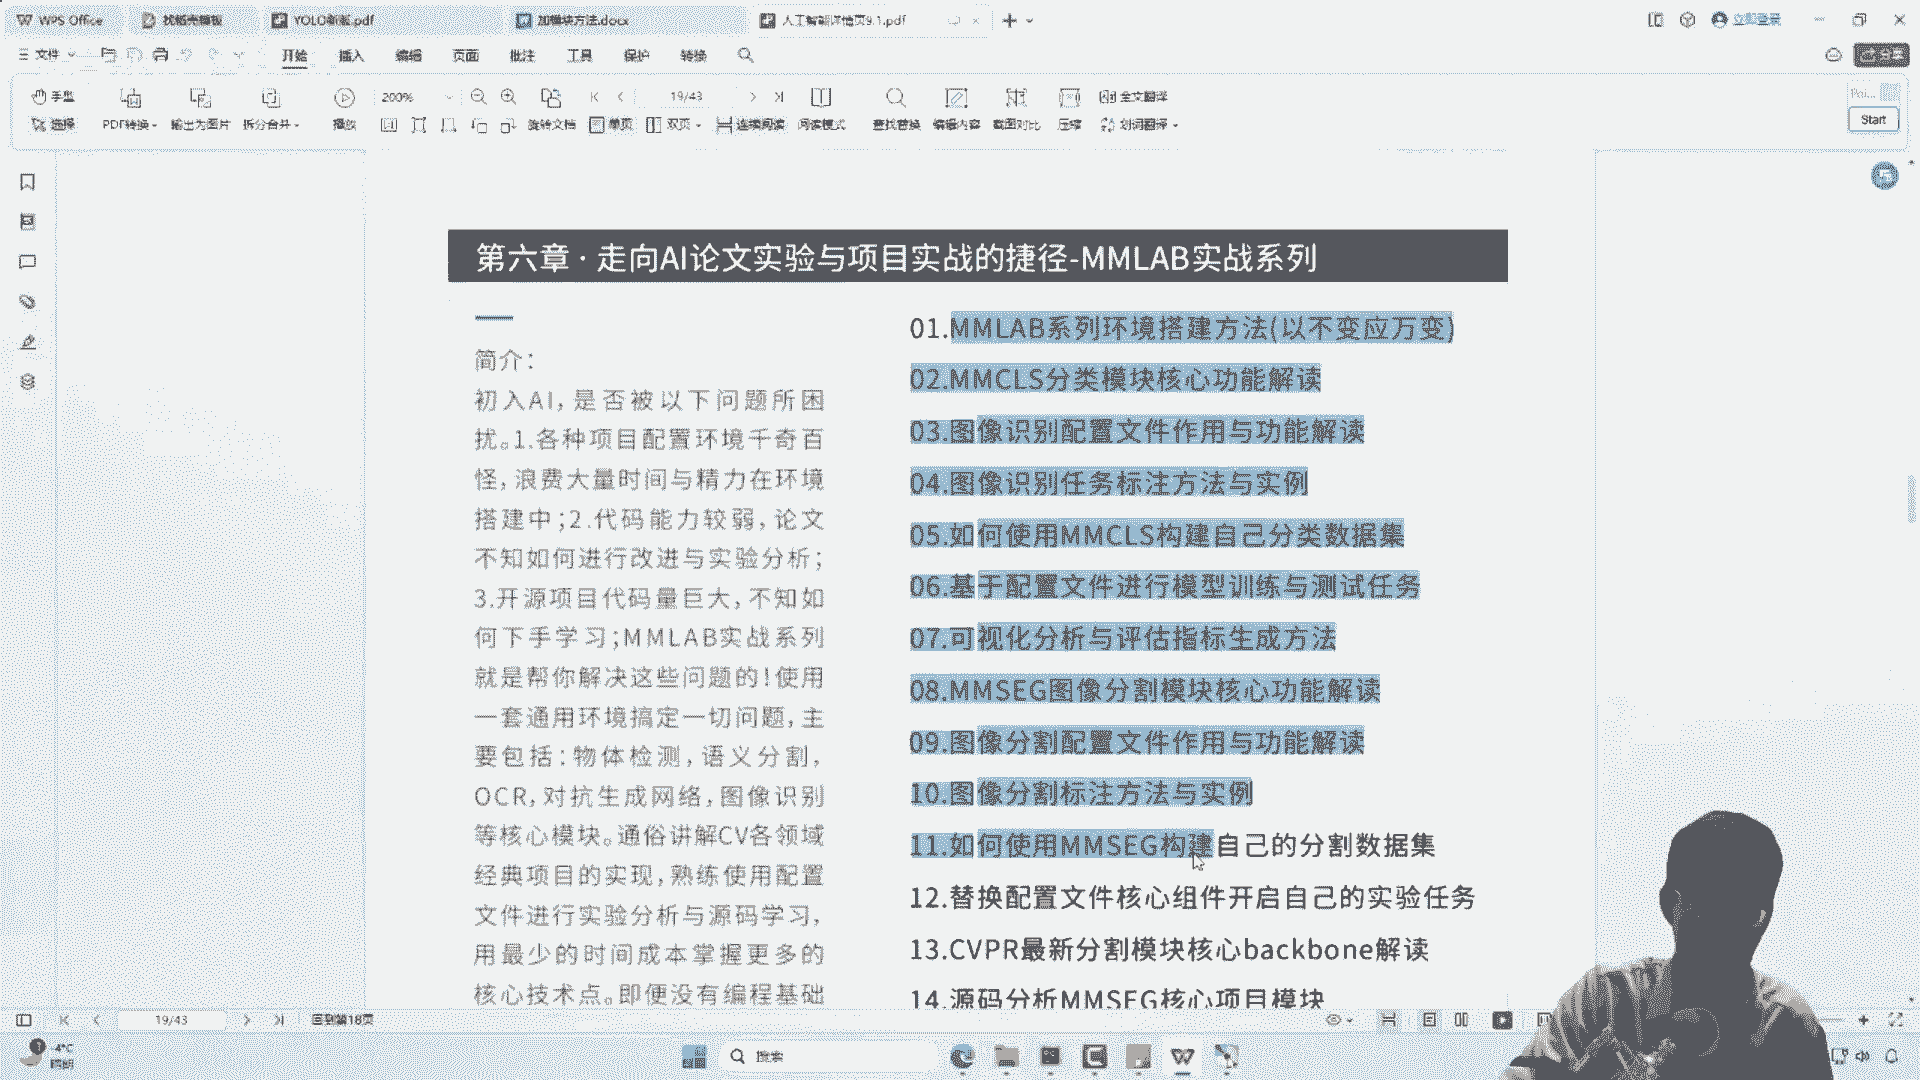 WPS Office
找稻壳模板
YOLO新版.pdf
加模块方法.docx
人工智能详情页9.1.pdf
立即登录
文件
开始
插入
编辑
页面
批注
工具
保护
转换
分享
手型
200%
19/43
全文翻译
选择
PDF转换
输出为图片
拆分合并
播放
旋转文档
单页
双页
连续阅读
阅读模式
查找替换
编辑内容
截图对比
压缩
划词翻译
Start
第六章·走向AI论文实验与项目实战的捷径-MMLAB实战系列
简介:
初入AI,是否被以下问题所困
扰。1.各种项目配置环境千奇百
怪,浪费大量时间与精力在环境
搭建中;2.代码能力较弱,论文
不知如何进行改进与实验分析;
3.开源项目代码量巨大,不知如
何下手学习;MMLAB实战系列
就是帮你解决这些问题的!使用
一套通用环境搞定一切问题,主
要包括:物体检测,语义分割,
OCR,对抗生成网络,图像识别
等核心模块。通俗讲解CV各领域
经典项目的实现,熟练使用配置
文件进行实验分析与源码学习,
用最少的时间成本掌握更多的
核心技术点。即便没有编程基础
01.MMLAB系列环境搭建方法(以不变应万变)
02.MMCLS分类模块核心功能解读
03.图像识别配置文件作用与功能解读
04.图像识别任务标注方法与实例
05.如何使用MMCLS构建自己分类数据集
06.基于配置文件进行模型训练与测试任务
07.可视化分析与评估指标生成方法
08.MMSEG图像分割模块核心功能解读
09.图像分割配置文件作用与功能解读
10.图像分割标注方法与实例
11.如何使用MMSEG构建自己的分割数据集
12.替换配置文件核心组件开启自己的实验任务
13.CVPR最新分割模块核心backbone解读
14.源码分析MMSEG核心项目模块
19/43
回到第18页
-4°C
晴朗
搜索